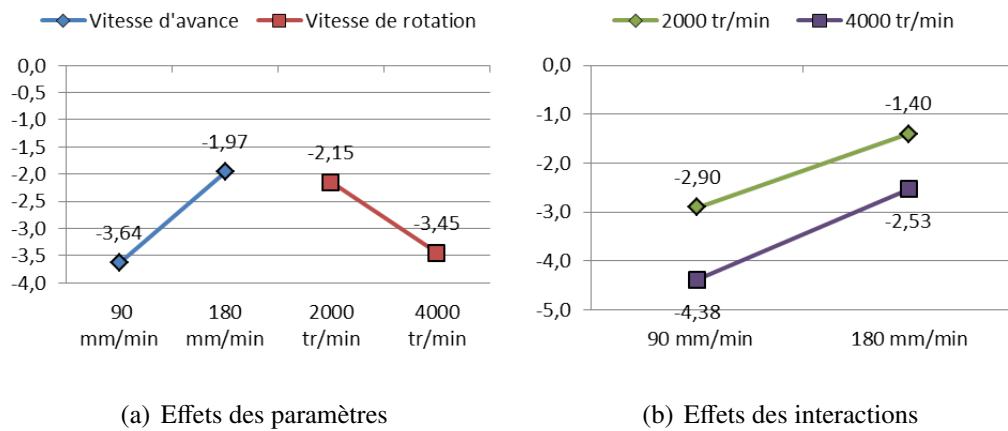 Vitesse d'avance
Vitesse de rotation
0,0
-0,5
-1,0
-1,5
-2,0
-2,5
-3,0
-3,5
-4,0
-3,64
-1,97
-2,15
-3,45
90 mm/min
180 mm/min
2000 tr/min
4000 tr/min
(a) Effets des paramètres
2000 tr/min
4000 tr/min
0,0
-1,0
-2,0
-3,0
-4,0
-5,0
-2,90
-1,40
-4,38
-2,53
90 mm/min
180 mm/min
(b) Effets des interactions